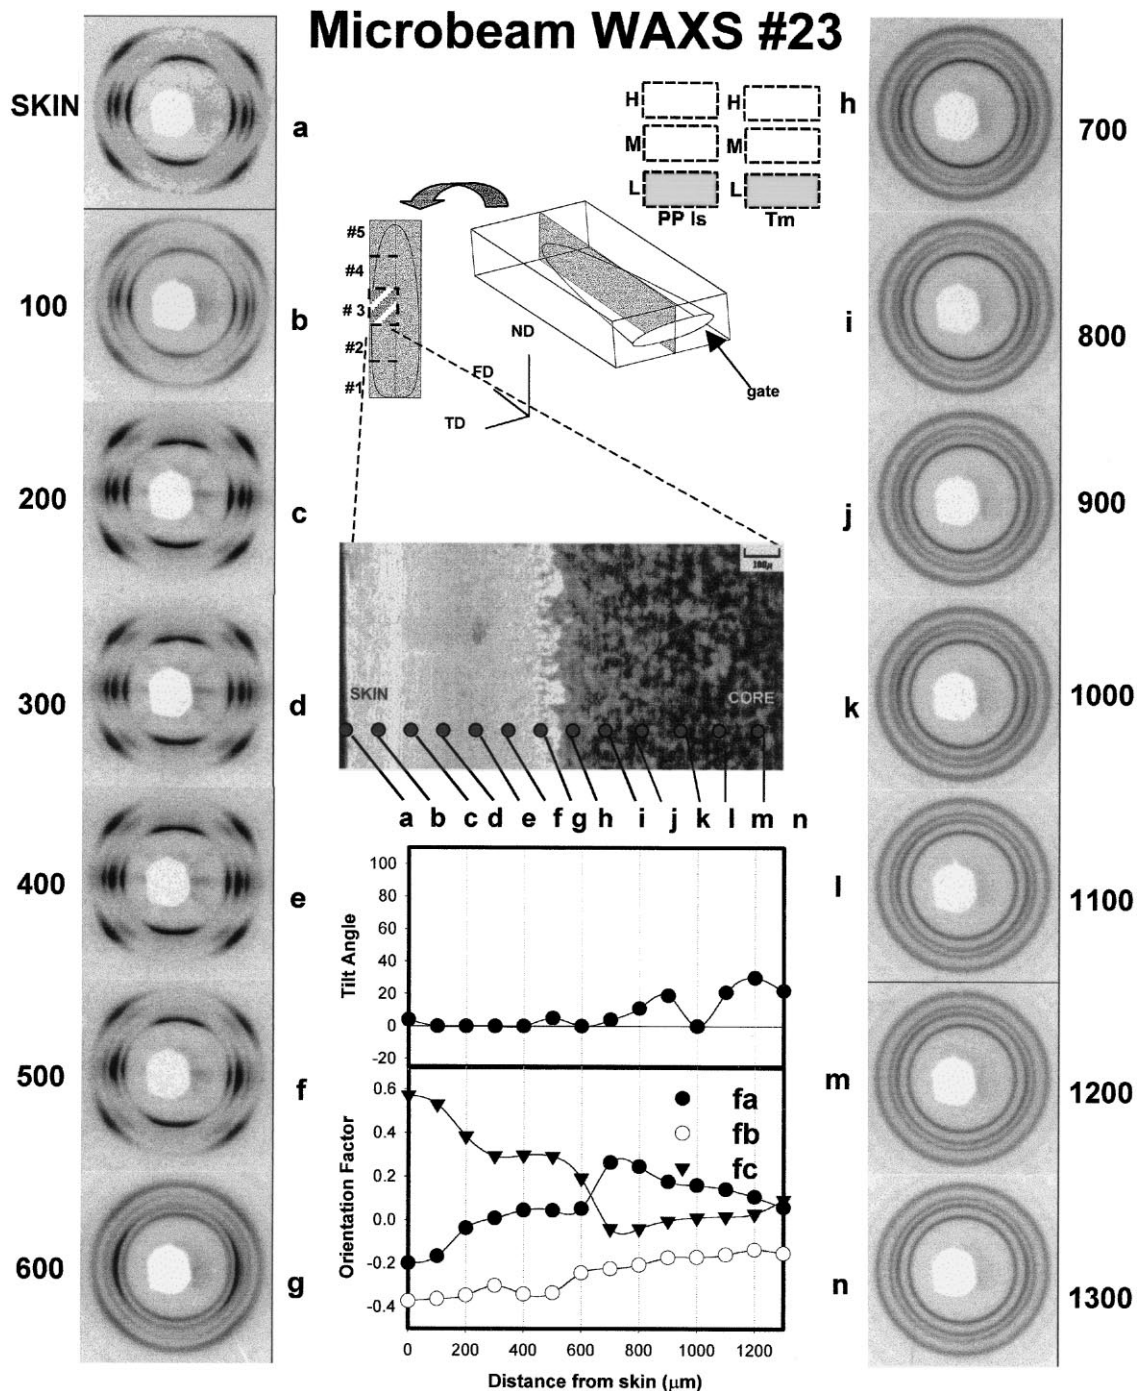 Microbeam WAXS #23
SKIN
a
100
b
200
c
300
d
400
e
500
f
600
g
H
H
M
M
L
L
PP Is
Tm
#5
#4
#3
#2
#1
ND
FD
TD
gate
100μ
SKIN
CORE
a b c d e f g h i j k l m n
Tilt Angle
100
80
60
40
20
0
-20
Orientation Factor
0.6
0.4
0.2
0.0
-0.2
-0.4
fa
fb
fc
0 200 400 600 800 1000 1200
Distance from skin (μm)
h
700
i
800
j
900
k
1000
l
1100
m
1200
n
1300